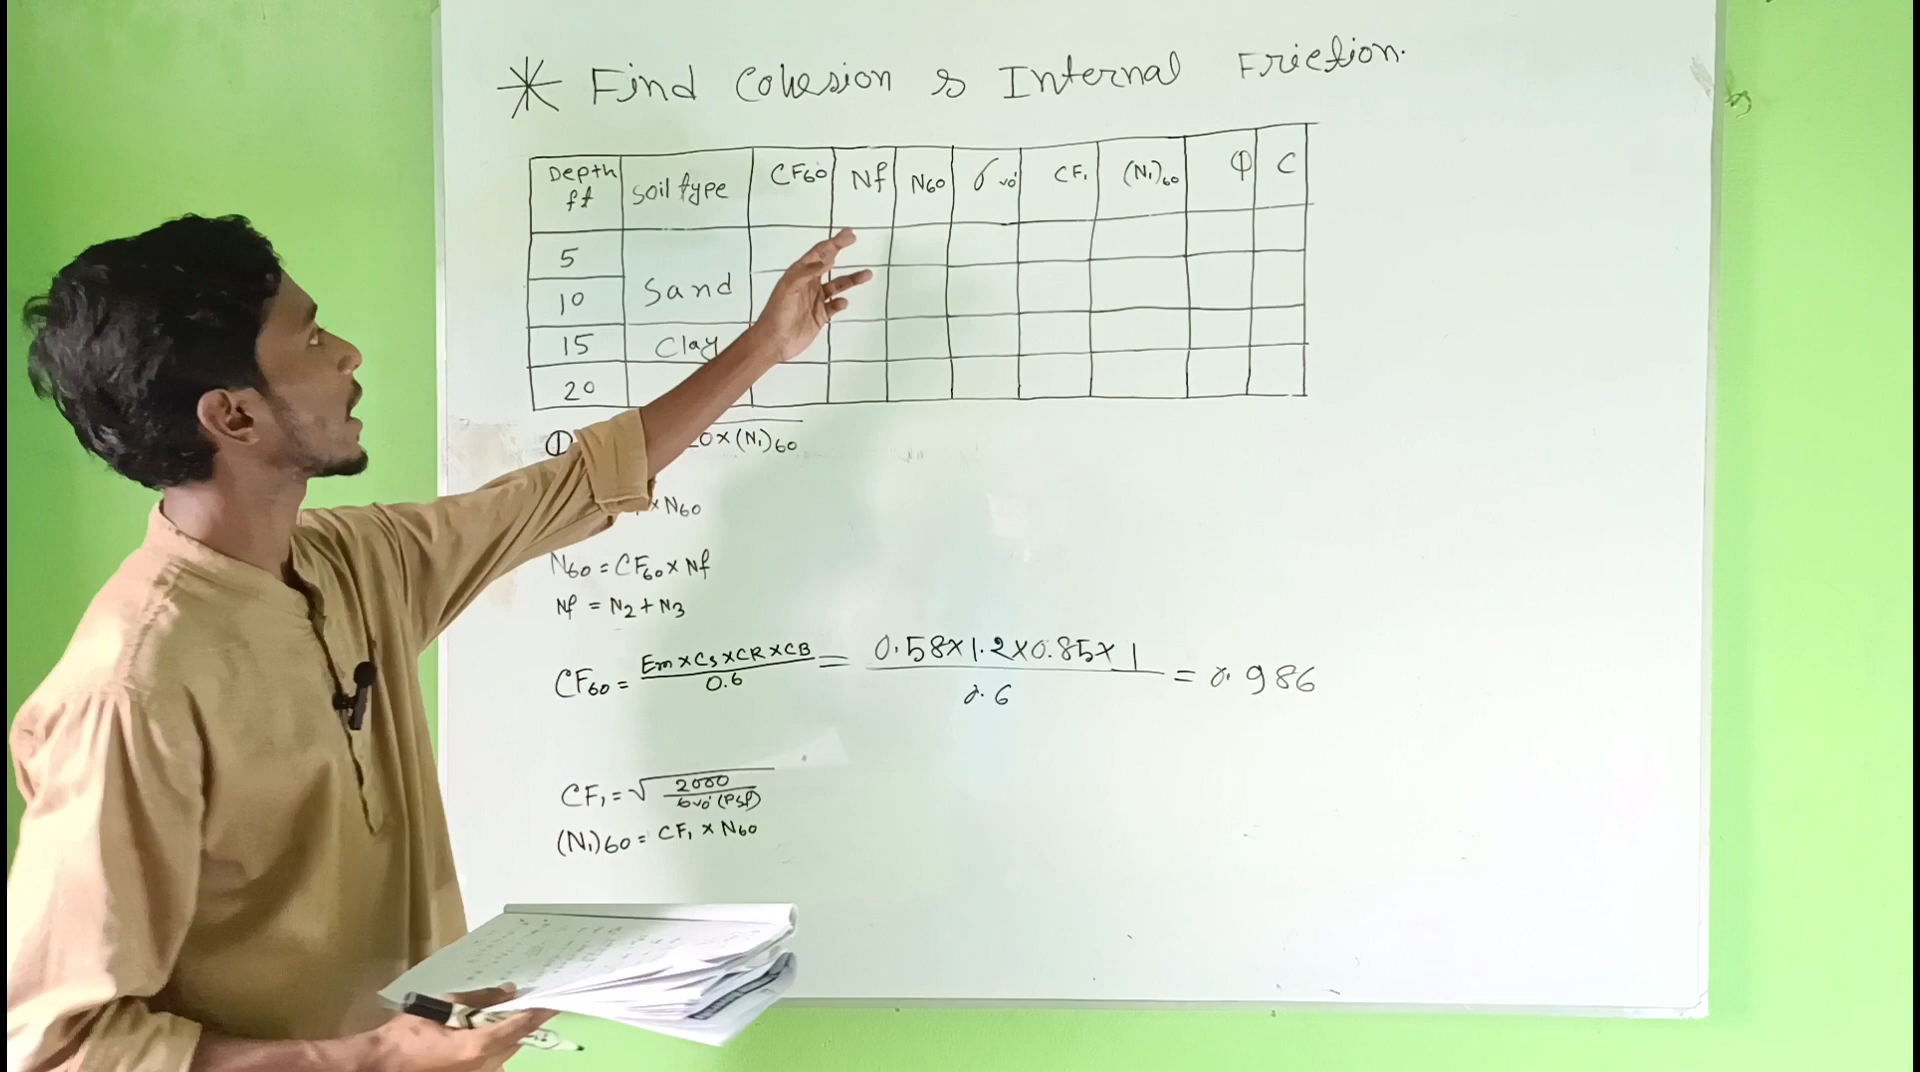 * Find Cohesion & Internal Friction.
Depth ft soil type CF60 Nf N60 σvo' CF1 (N1)60 Φ C
5
Sand
10
15 Clay
20
① 20×(N1)60
×N60
N60 = CF60 × Nf
Nf = N2 + N3
CF60 = Em×Cs×CR×CB / 0.6 = 0.58×1.2×0.85×1 / 0.6 = 0.986
CF1 = √ 2000 / σvo' (Psf)
(N1)60 = CF1 × N60